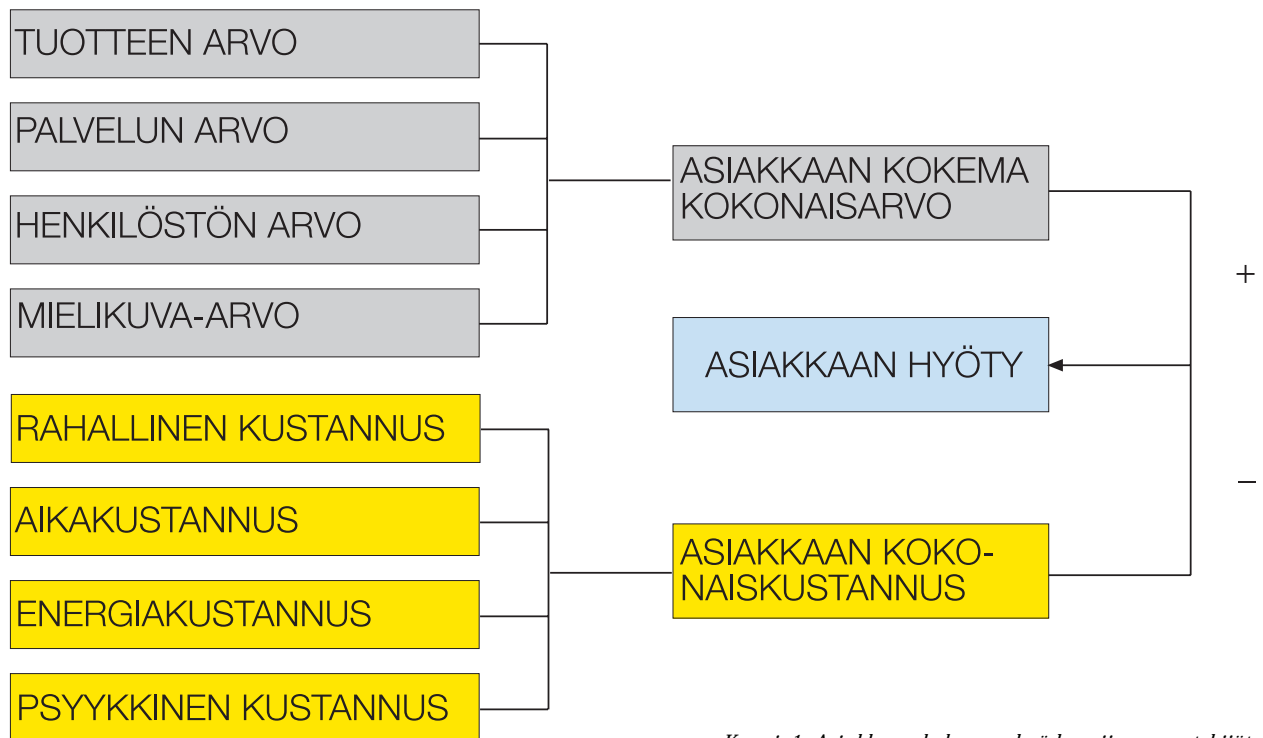 TUOTTEEN ARVO
PALVELUN ARVO
HENKILÖSTÖN ARVO
MIELIKUVA-ARVO
RAHALLINEN KUSTANNUS
AIKAKUSTANNUS
ENERGIAKUSTANNUS
PSYYKKINEN KUSTANNUS
ASIAKKAAN KOKEMA
KOKONAISARVO
ASIAKKAAN HYÖTY
ASIAKKAAN KOKO-
NAISKUSTANNUS
+
–